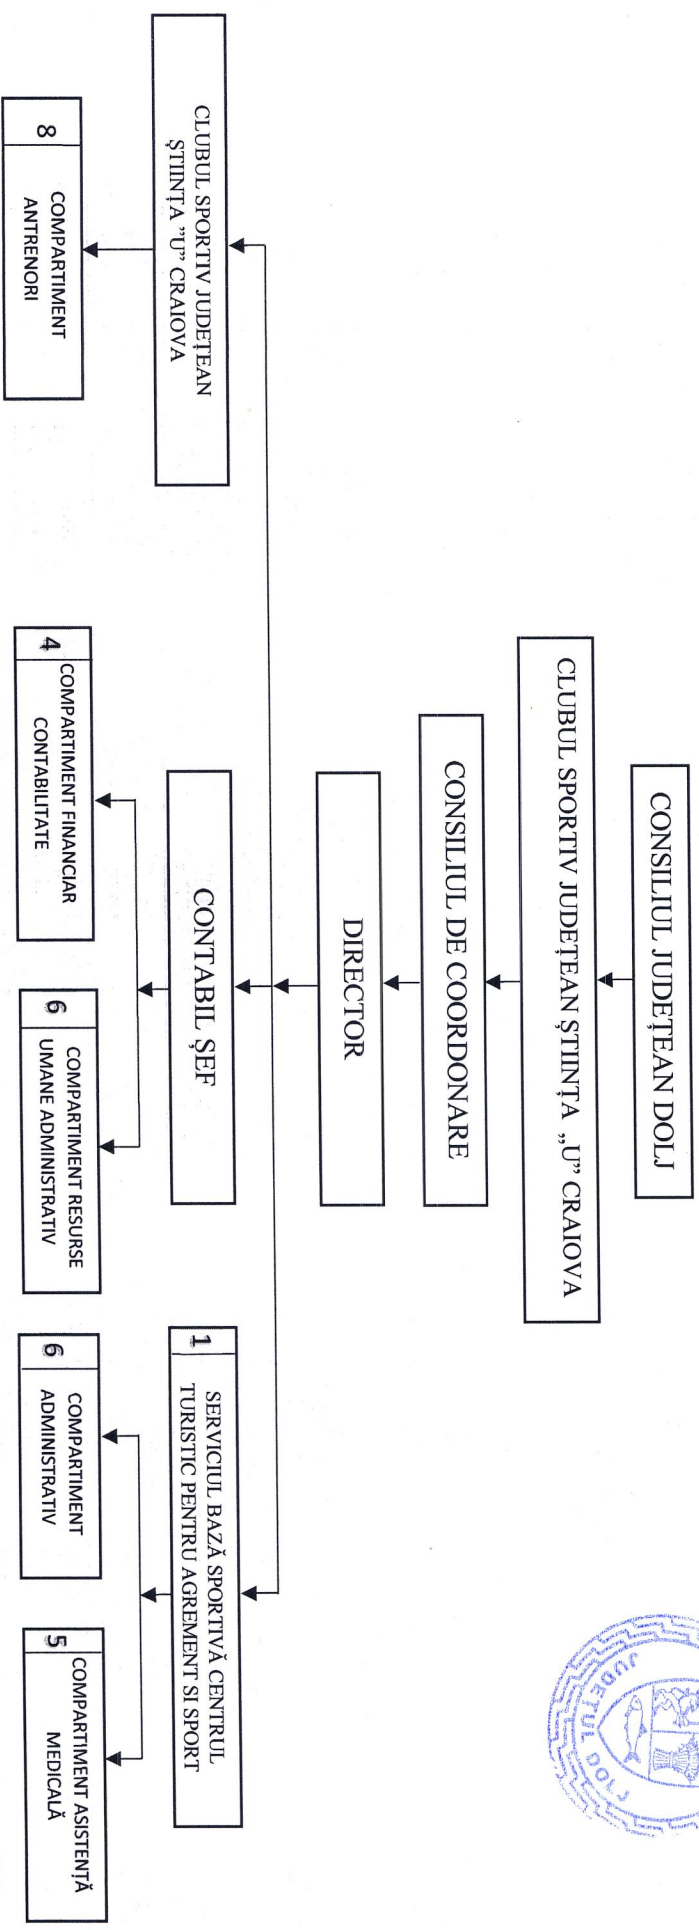 CONSILIUL JUDEȚEAN DOLJ
CLUBUL SPORTIV JUDEȚEAN ȘTIINȚA „U” CRAIOVA
CONSILIUL DE COORDONARE
DIRECTOR
CLUBUL SPORTIV JUDEȚEAN
ȘTIINȚA ”U” CRAIOVA
CONTABIL ȘEF
1
SERVICIUL BAZĂ SPORTIVĂ CENTRUL
TURISTIC PENTRU AGREMENT SI SPORT
8
COMPARTIMENT
ANTRENORI
4
COMPARTIMENT FINANCIAR
CONTABILITATE
6
COMPARTIMENT RESURSE
UMANE ADMINISTRATIV
6
COMPARTIMENT
ADMINISTRATIV
5
COMPARTIMENT ASISTENȚĂ
MEDICALĂ
JUDEȚUL DOLJ